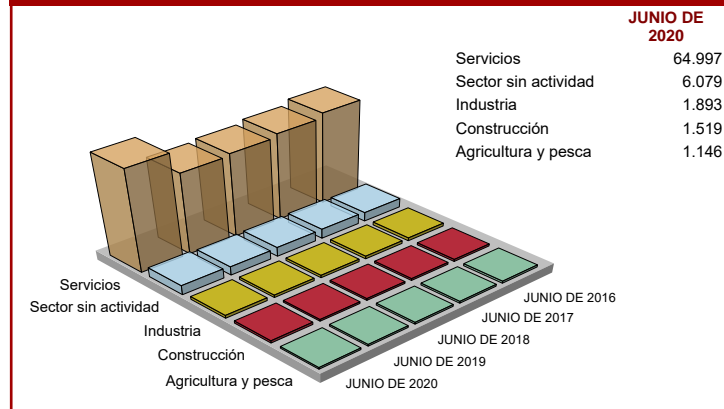 JUNIO DE
2020
Servicios 64.997
Sector sin actividad 6.079
Industria 1.893
Construcción 1.519
Agricultura y pesca 1.146
Servicios
Sector sin actividad
Industria
Construcción
Agricultura y pesca
JUNIO DE 2016
JUNIO DE 2017
JUNIO DE 2018
JUNIO DE 2019
JUNIO DE 2020